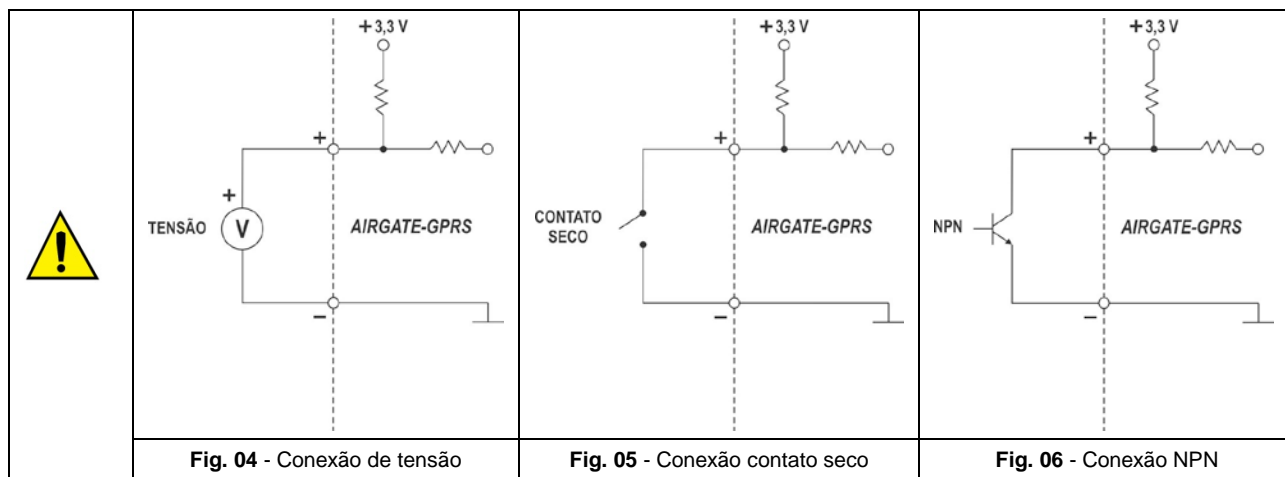 +3,3 V
+
+
TENSÃO
V
AIRGATE-GPRS
−
Fig. 04 - Conexão de tensão
+3,3 V
+
CONTATO
SECO
AIRGATE-GPRS
−
Fig. 05 - Conexão contato seco
+3,3 V
+
NPN
AIRGATE-GPRS
−
Fig. 06 - Conexão NPN